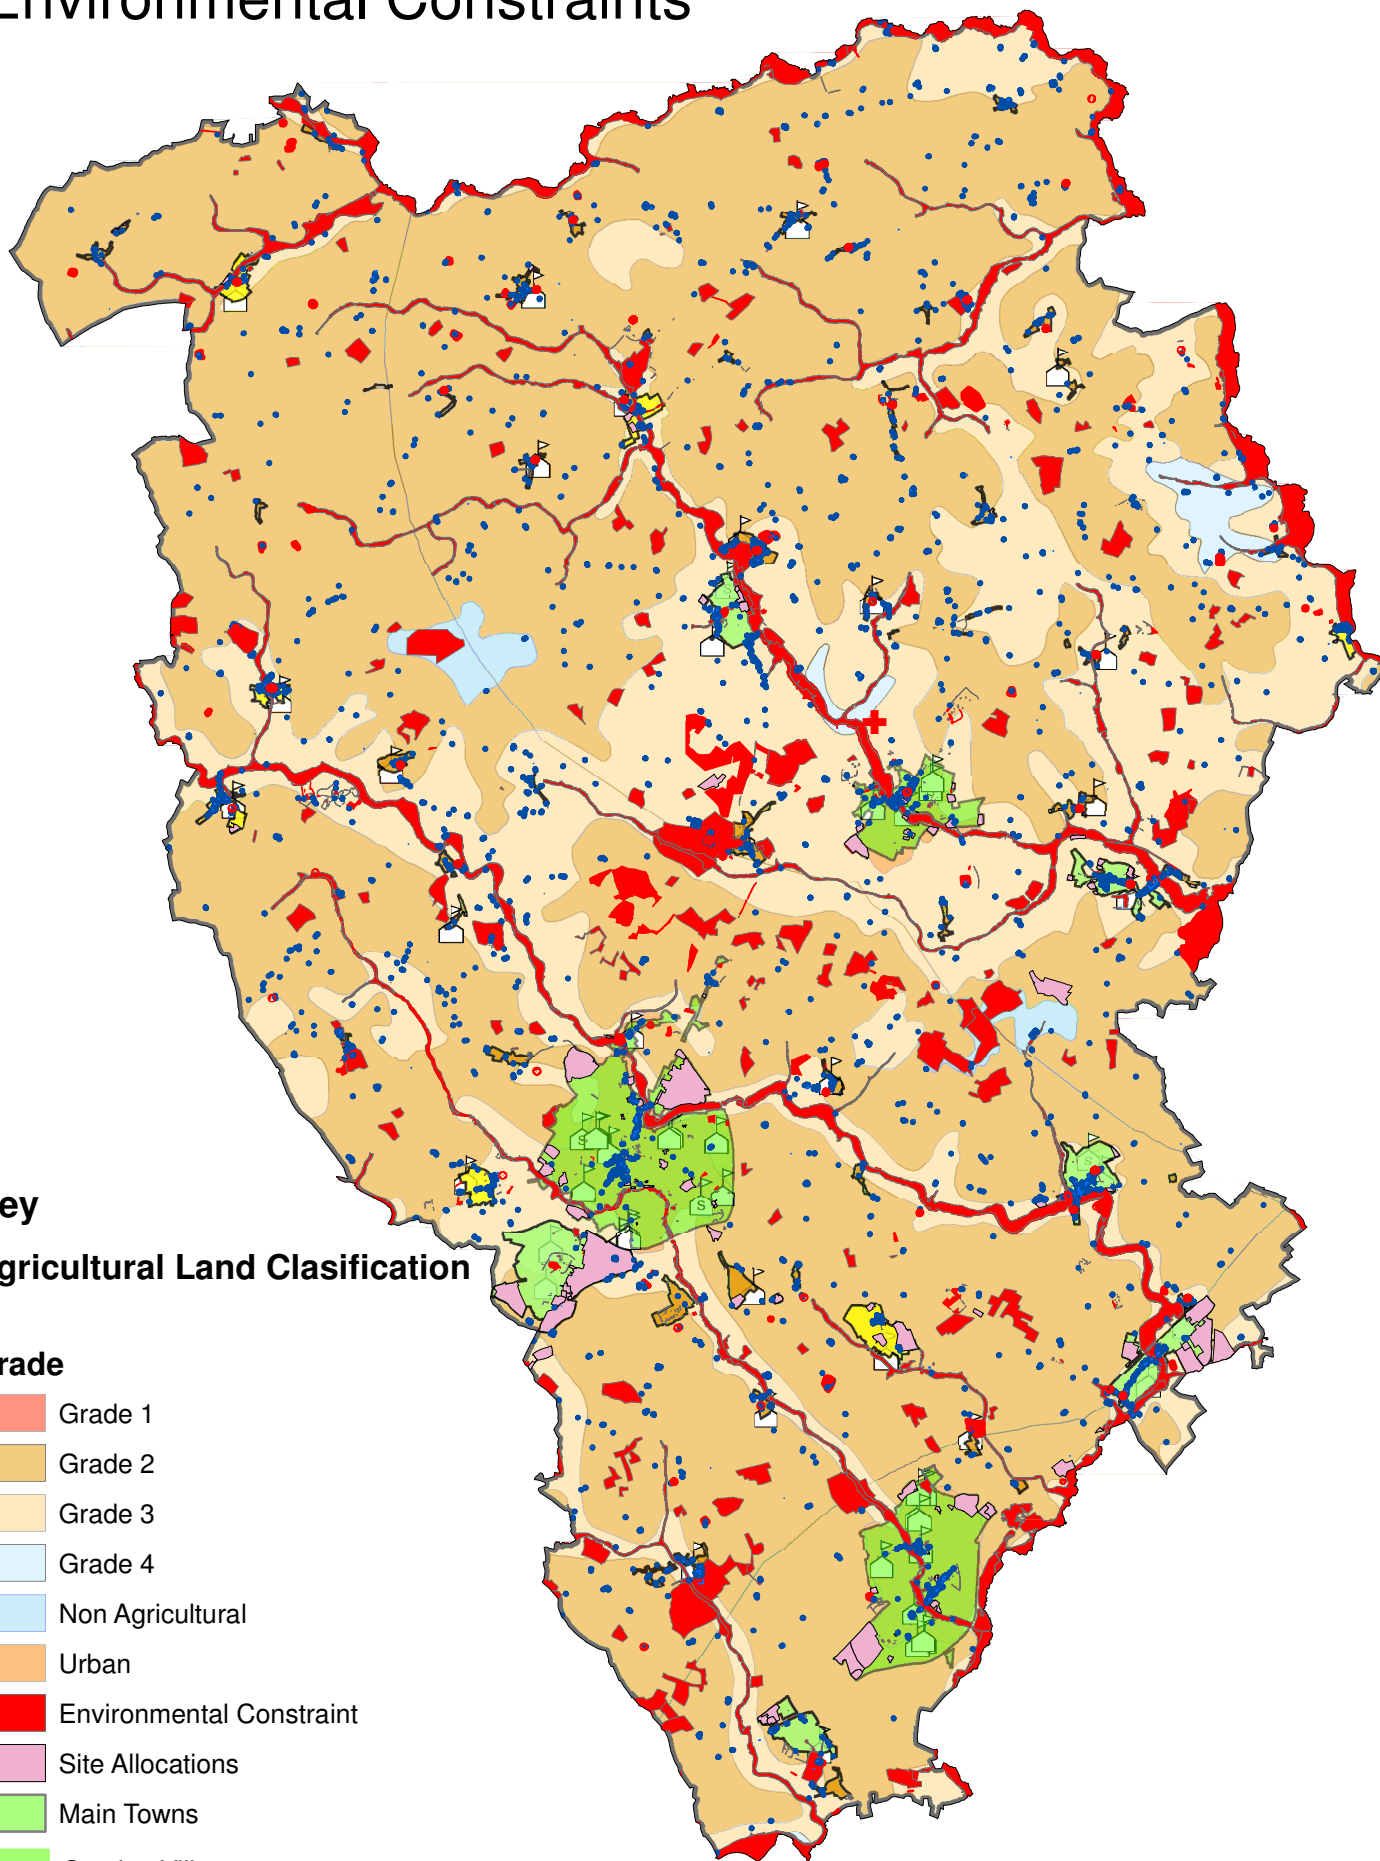 Environmental Constraints
ey
gricultural Land Clasification
rade
Grade 1
Grade 2
Grade 3
Grade 4
Non Agricultural
Urban
Environmental Constraint
Site Allocations
Main Towns